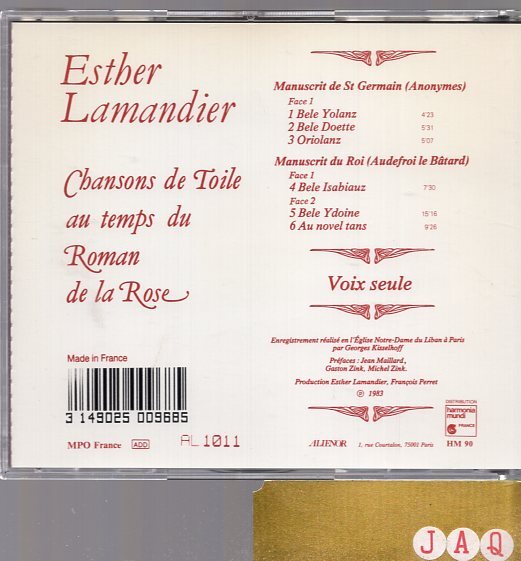 Esther
Lamandier
Chansons de Toile
au temps du
Roman
de la Rose
Made in France
3 149025 009685
MPO France ADD AL 1011
Manuscrit de St Germain (Anonymes)
Face 1
1 Bele Yolanz 4'23
2 Bele Doette 5'31
3 Oriolanz 5'07
Manuscrit du Roi (Audefroi le Bâtard)
Face 1
4 Bele Isabiauz 7'30
Face 2
5 Bele Ydoine 15'16
6 Au novel tans 9'26
Voix seule
Enregistrement réalisé en l'Église Notre-Dame du Liban à Paris
par Georges Kisselhoff
Préfaces : Jean Maillard,
Gaston Zink, Michel Zink.
Production Esther Lamandier, François Perret
℗ 1983
ALIENOR 1, rue Courtalon, 75001 Paris
DISTRIBUTION
harmonia
mundi
FRANCE
HM 90
JAQ